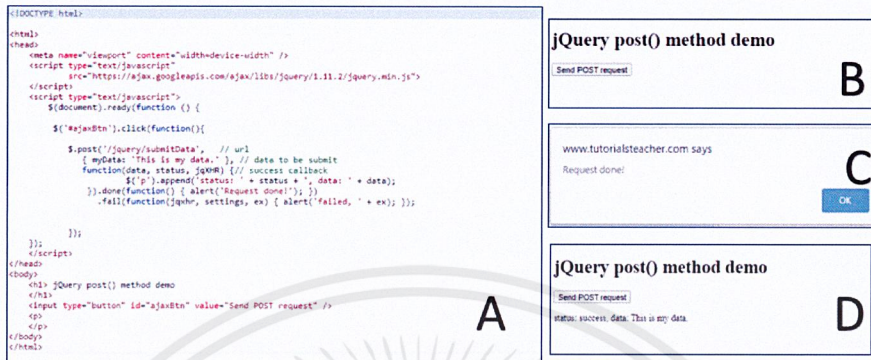 <!DOCTYPE html>
<html>
<head>
<meta name="viewport" content="width=device-width" />
<script type="text/javascript"
src="https://ajax.googleapis.com/ajax/libs/jquery/1.11.2/jquery.min.js">
</script>
<script type="text/javascript">
$(document).ready(function () {
$('#ajaxBtn').click(function(){
$.post('/jquery/submitData', // url
{ myData: 'This is my data.' }, // data to be submit
function(data, status, jqXHR) {// success callback
$('p').append('status: ' + status + ', data: ' + data);
}).done(function() { alert('Request done!'); })
.fail(function(jqxhr, settings, ex) { alert('failed, ' + ex); });
});
});
</script>
</head>
<body>
<h1> jQuery post() method demo
</h1>
<input type="button" id="ajaxBtn" value="Send POST request" />
<p>
</p>
</body>
</html>
A
jQuery post() method demo
Send POST request
B
www.tutorialsteacher.com says
Request done!
C
OK
jQuery post() method demo
Send POST request
status: success, data: This is my data.
D